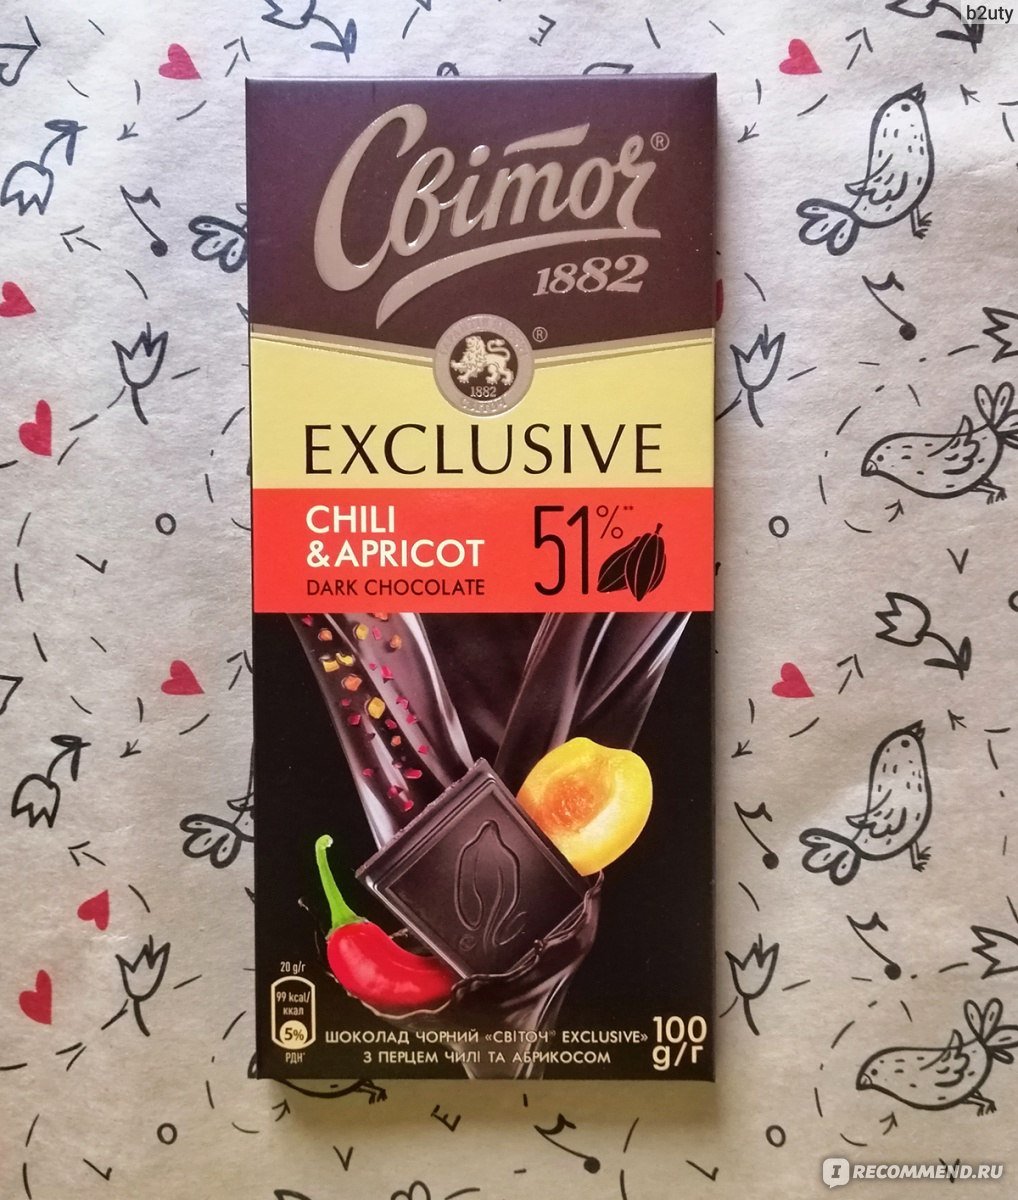 b2uty
Світоч®
1882
®
1882
EXCLUSIVE
CHILI
& APRICOT
DARK CHOCOLATE
51%**
20 g/г
99 kcal/
ккал
5%
РДН*
ШОКОЛАД ЧОРНИЙ «СВІТОЧ® EXCLUSIVE»
З ПЕРЦЕМ ЧИЛІ ТА АБРИКОСОМ
100
g/г
IRECOMMEND.RU